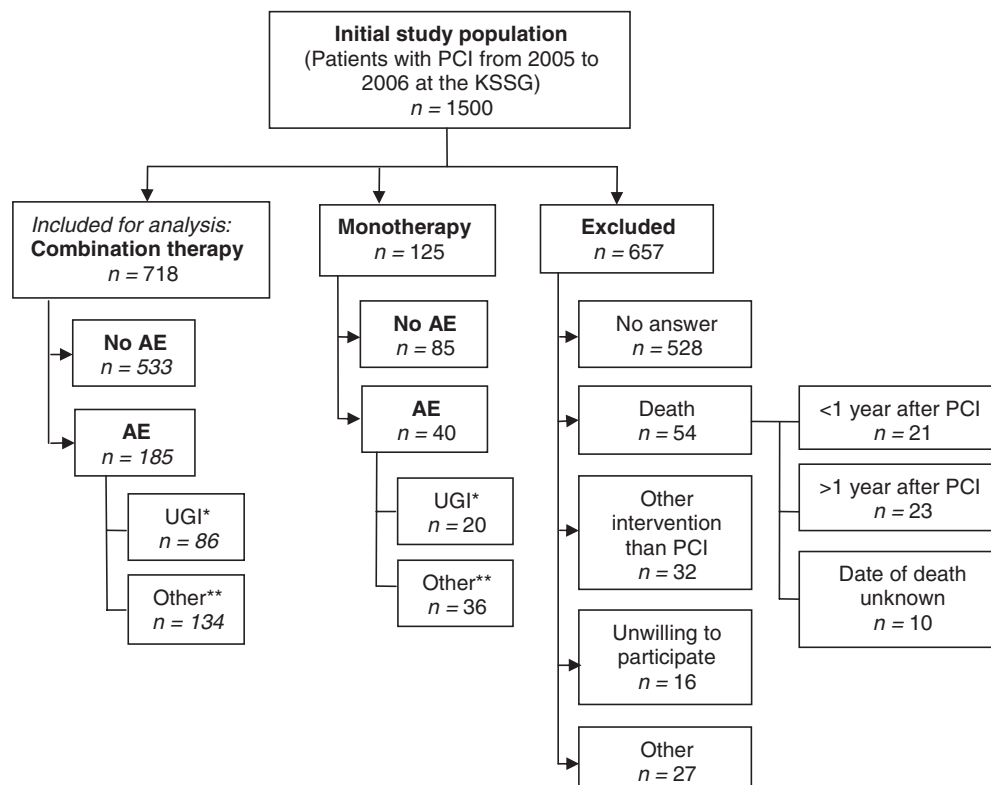 Initial study population
(Patients with PCI from 2005 to
2006 at the KSSG)
n = 1500
Included for analysis:
Combination therapy
n = 718
No AE
n = 533
AE
n = 185
UGI*
n = 86
Other**
n = 134
Monotherapy
n = 125
No AE
n = 85
AE
n = 40
UGI*
n = 20
Other**
n = 36
Excluded
n = 657
No answer
n = 528
Death
n = 54
<1 year after PCI
n = 21
>1 year after PCI
n = 23
Date of death
unknown
n = 10
Other
intervention
than PCI
n = 32
Unwilling to
participate
n = 16
Other
n = 27